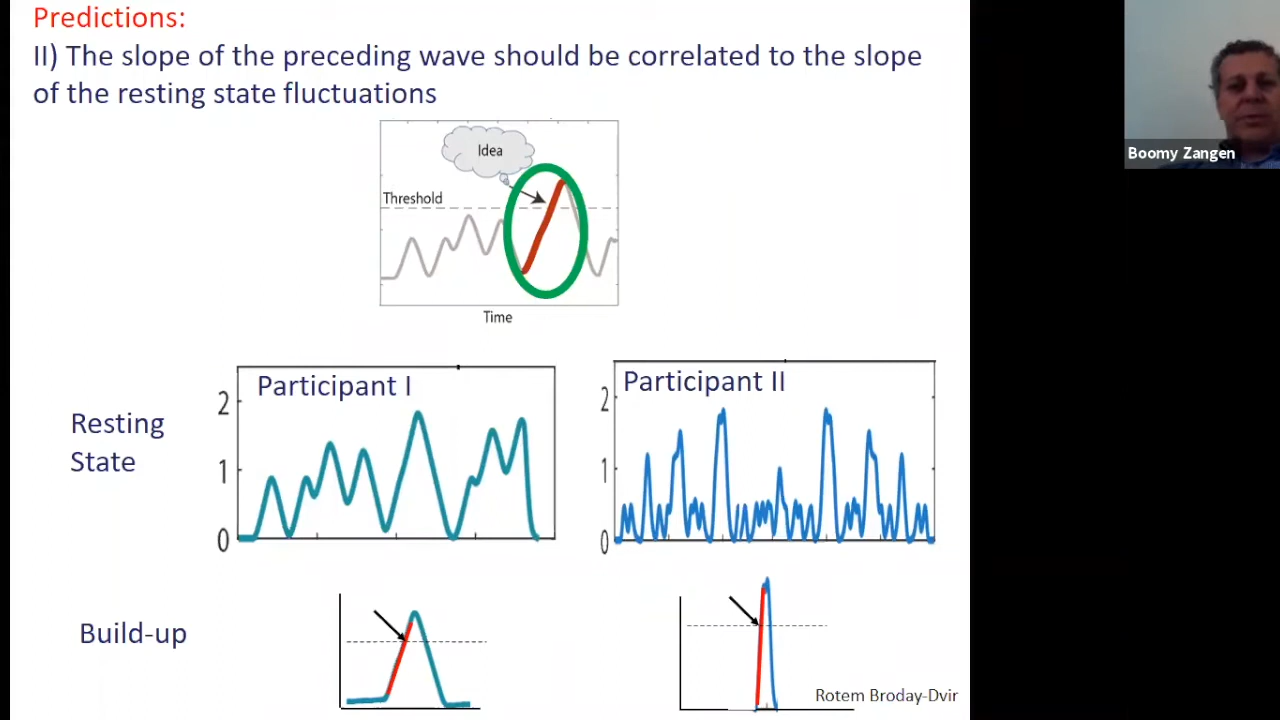 Predictions:
II) The slope of the preceding wave should be correlated to the slope
of the resting state fluctuations
Boomy Zangen
Idea
Threshold
Time
Participant I
Participant II
Resting
State
2
1
0
2
1
0
Build-up
Rotem Broday-Dvir